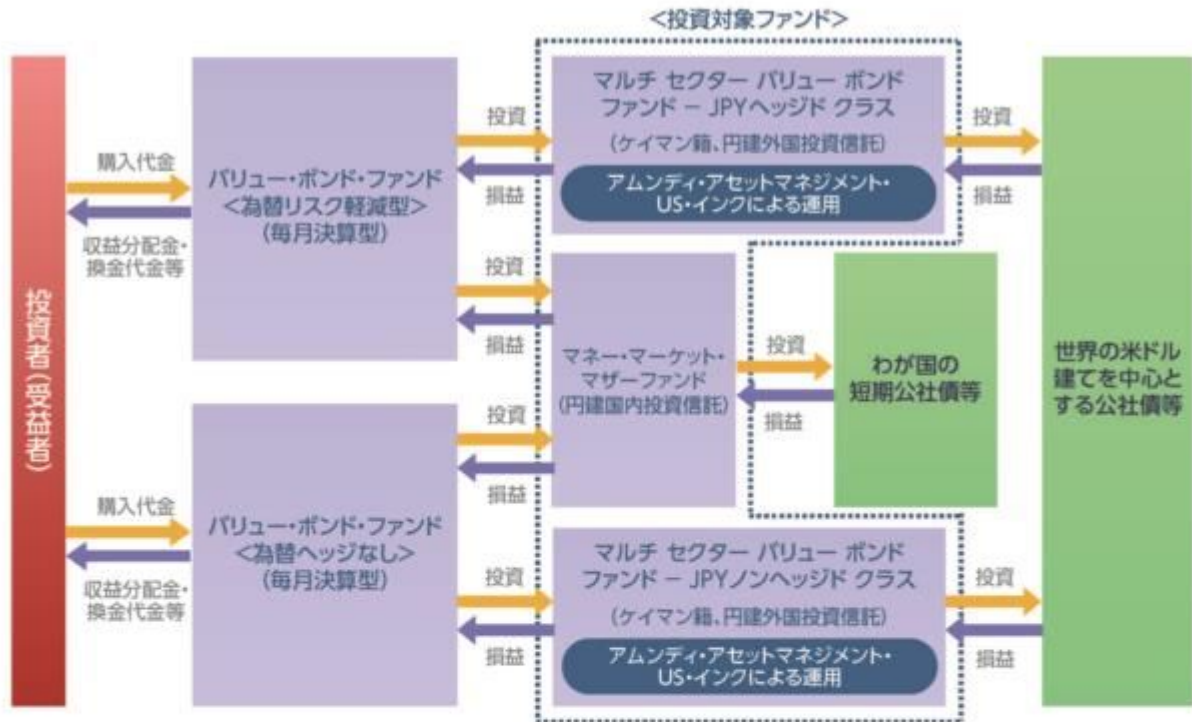 <投資対象ファンド>
投資者(受益者)
購入代金
収益分配金・
換金代金等
バリュー・ボンド・ファンド
<為替リスク軽減型>
(毎月決算型)
投資
損益
マルチ セクター バリュー ボンド
ファンド － JPYヘッジド クラス
(ケイマン籍、円建外国投資信託)
アムンディ・アセットマネジメント・
US・インクによる運用
投資
損益
投資
損益
マネー・マーケット・
マザーファンド
(円建国内投資信託)
投資
損益
わが国の
短期公社債等
世界の米ドル
建てを中心と
する公社債等
投資
損益
購入代金
収益分配金・
換金代金等
バリュー・ボンド・ファンド
<為替ヘッジなし>
(毎月決算型)
投資
損益
マルチ セクター バリュー ボンド
ファンド － JPYノンヘッジド クラス
(ケイマン籍、円建外国投資信託)
アムンディ・アセットマネジメント・
US・インクによる運用
投資
損益